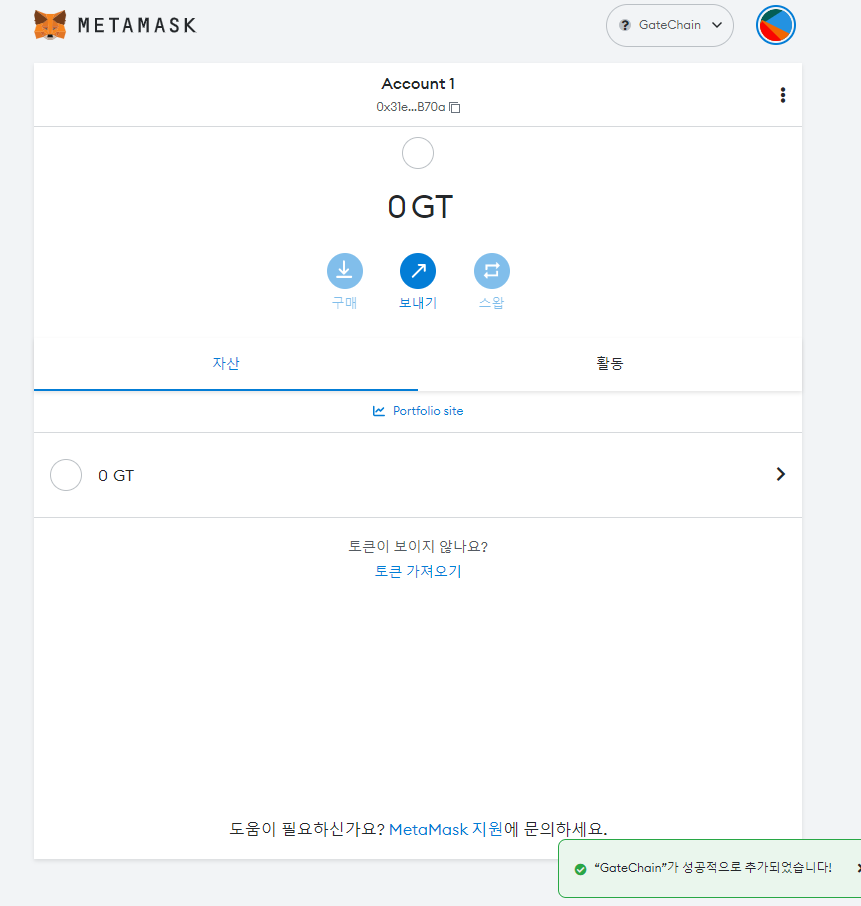 METAMASK
GateChain
Account 1
0x31e...B70a
0 GT
구매
보내기
스왑
자산
활동
Portfolio site
0 GT
토큰이 보이지 않나요?
토큰 가져오기
도움이 필요하신가요? MetaMask 지원에 문의하세요.
“GateChain”가 성공적으로 추가되었습니다!